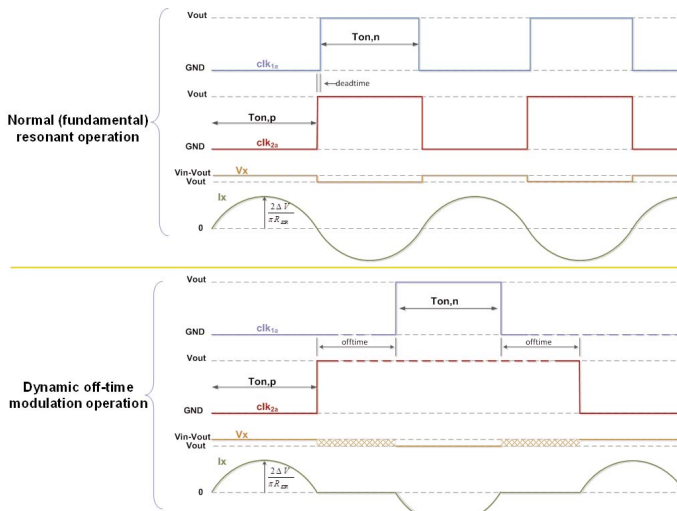 Vout
Ton,n
GND
clk1a
deadtime
Vout
Normal (fundamental)
resonant operation
Ton,p
GND
clk2a
Vin-Vout
Vx
Vout
Ix
2ΔV
πRESR
0
Vout
Ton,n
GND
clk1a
offtime
offtime
Vout
Dynamic off-time
modulation operation
Ton,p
GND
clk2a
Vin-Vout
Vx
Vout
Ix
2ΔV
πRESR
0